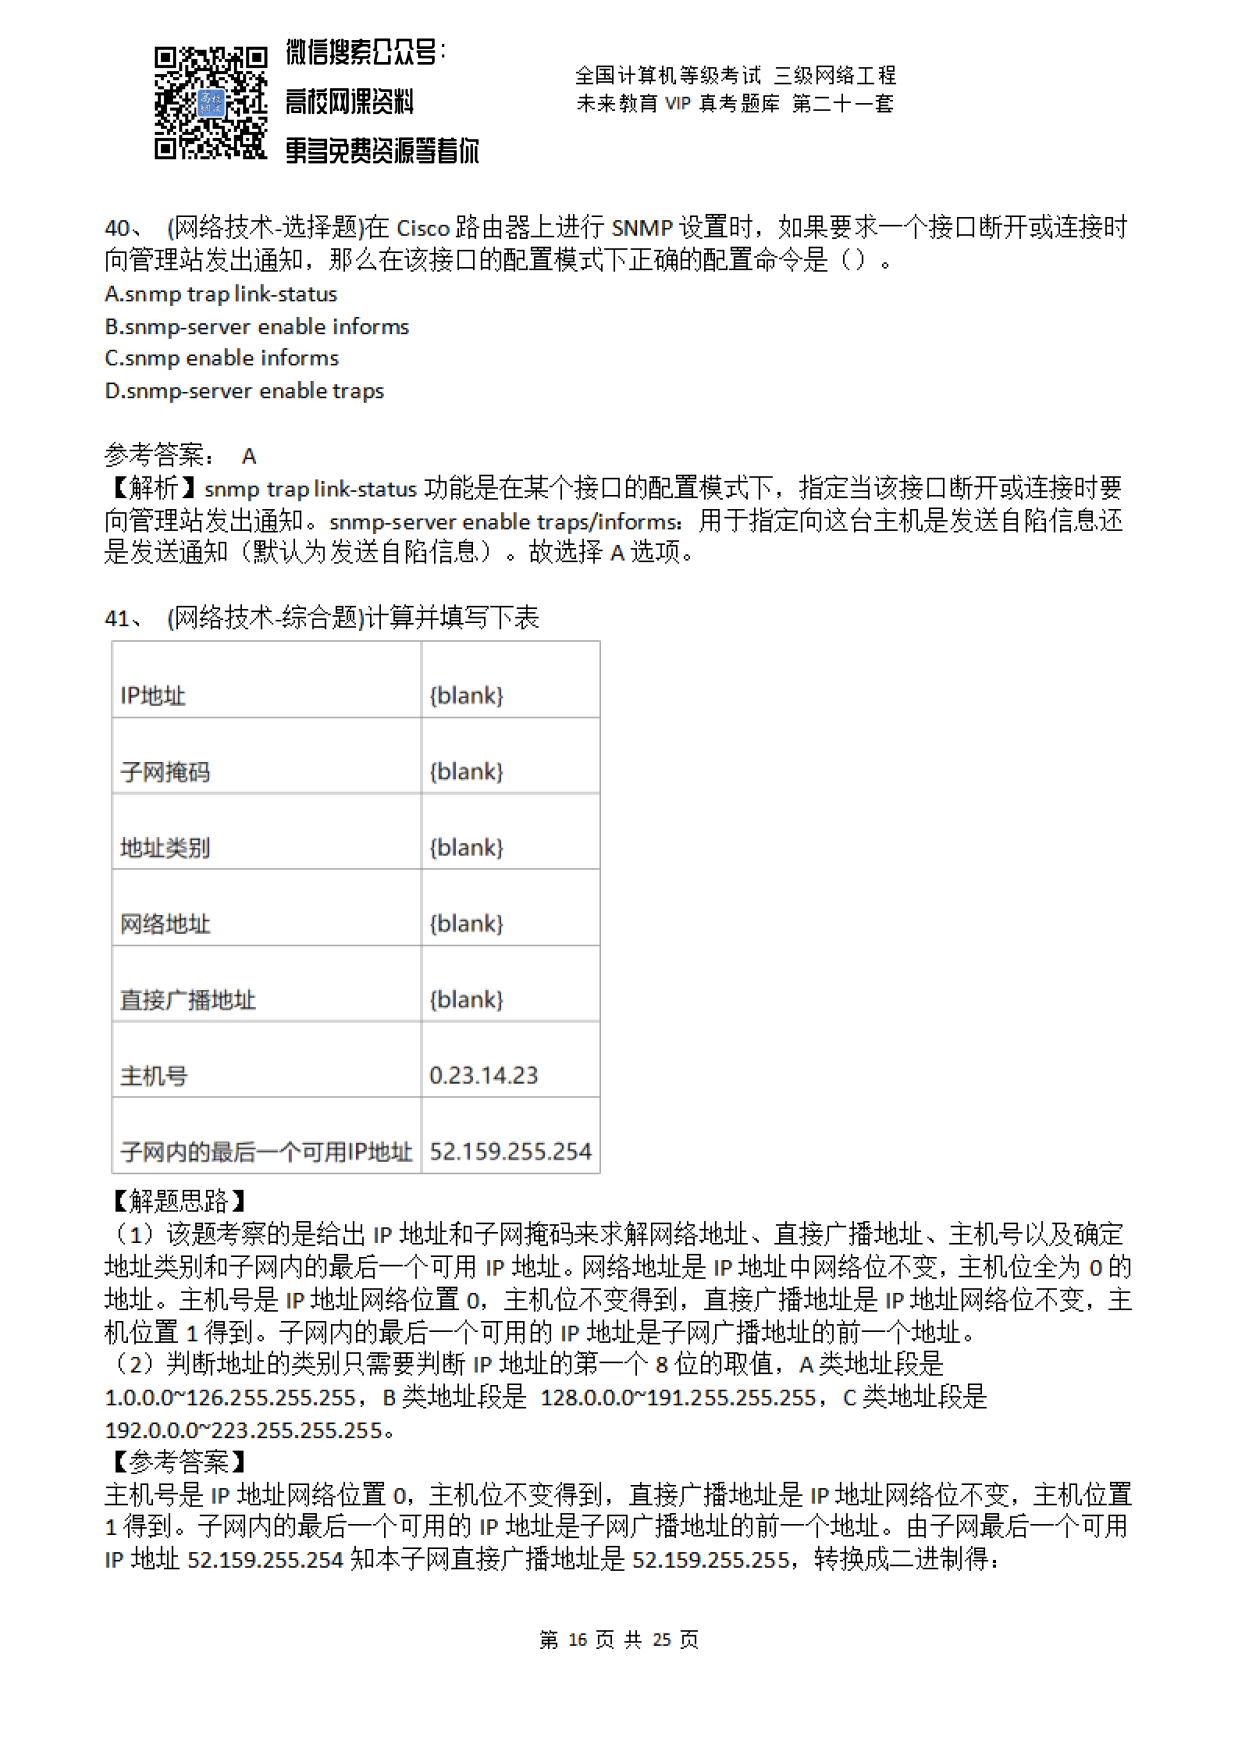 微信搜索公众号：
高校网课资料
更多免费资源等着你
全国计算机等级考试 三级网络工程
未来教育 VIP 真考题库 第二十一套
40、 (网络技术-选择题)在 Cisco 路由器上进行 SNMP 设置时，如果要求一个接口断开或连接时
向管理站发出通知，那么在该接口的配置模式下正确的配置命令是（）。
A.snmp trap link-status
B.snmp-server enable informs
C.snmp enable informs
D.snmp-server enable traps
参考答案： A
【解析】snmp trap link-status 功能是在某个接口的配置模式下，指定当该接口断开或连接时要
向管理站发出通知。snmp-server enable traps/informs：用于指定向这台主机是发送自陷信息还
是发送通知（默认为发送自陷信息）。故选择 A 选项。
41、 (网络技术-综合题)计算并填写下表
IP地址 {blank}
子网掩码 {blank}
地址类别 {blank}
网络地址 {blank}
直接广播地址 {blank}
主机号 0.23.14.23
子网内的最后一个可用IP地址 52.159.255.254
【解题思路】
（1）该题考察的是给出 IP 地址和子网掩码来求解网络地址、直接广播地址、主机号以及确定
地址类别和子网内的最后一个可用 IP 地址。网络地址是 IP 地址中网络位不变，主机位全为 0 的
地址。主机号是 IP 地址网络位置 0，主机位不变得到，直接广播地址是 IP 地址网络位不变，主
机位置 1 得到。子网内的最后一个可用的 IP 地址是子网广播地址的前一个地址。
（2）判断地址的类别只需要判断 IP 地址的第一个 8 位的取值，A 类地址段是
1.0.0.0~126.255.255.255，B 类地址段是 128.0.0.0~191.255.255.255，C 类地址段是
192.0.0.0~223.255.255.255。
【参考答案】
主机号是 IP 地址网络位置 0，主机位不变得到，直接广播地址是 IP 地址网络位不变，主机位置
1 得到。子网内的最后一个可用的 IP 地址是子网广播地址的前一个地址。由子网最后一个可用
IP 地址 52.159.255.254 知本子网直接广播地址是 52.159.255.255，转换成二进制得：
第 16 页 共 25 页